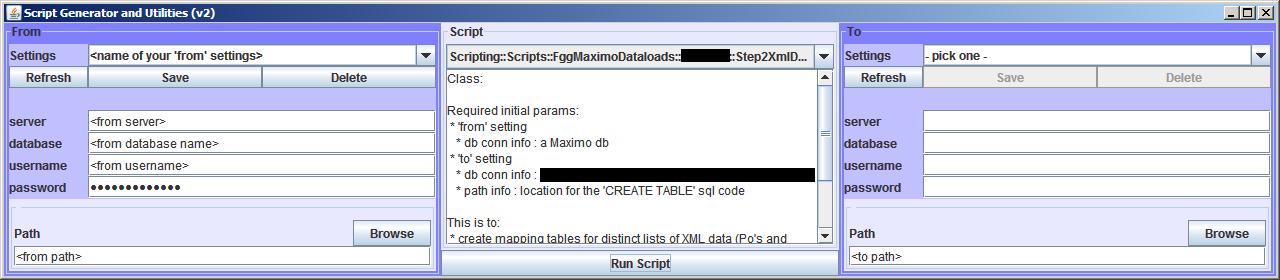 Script Generator and Utilities (v2)
From
Settings
<name of your 'from' settings>
Refresh
Save
Delete
server
<from server>
database
<from database name>
username
<from username>
password
•••••••••••••
Path
Browse
<from path>
Script
Scripting::Scripts::FggMaximoDataloads:: ::Step2XmlD...
Class:
Required initial params:
* 'from' setting
* db conn info : a Maximo db
* 'to' setting
* db conn info :
* path info : location for the 'CREATE TABLE' sql code
This is to:
* create mapping tables for distinct lists of XML data (Po's and
Run Script
To
Settings
- pick one -
Refresh
Save
Delete
server
database
username
password
Path
Browse
<to path>